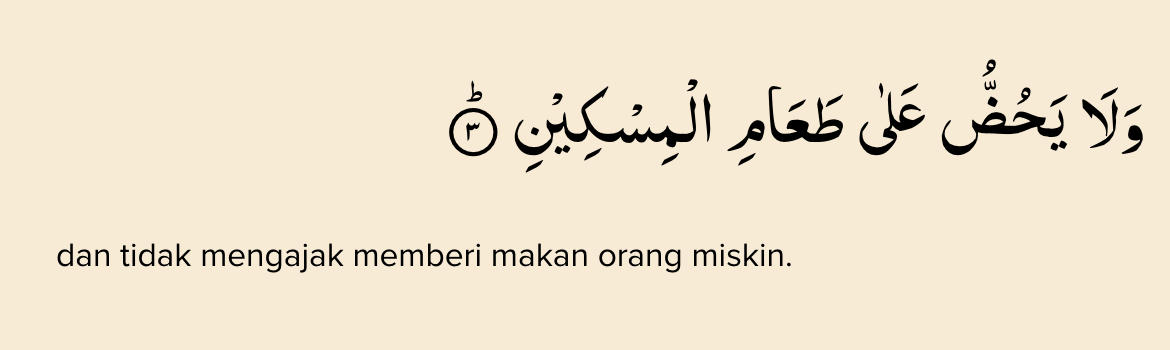 وَلَا يَحُضُّ عَلٰى طَعَامِ الْمِسْكِيْنِ ۗ ٣
dan tidak mengajak memberi makan orang miskin.